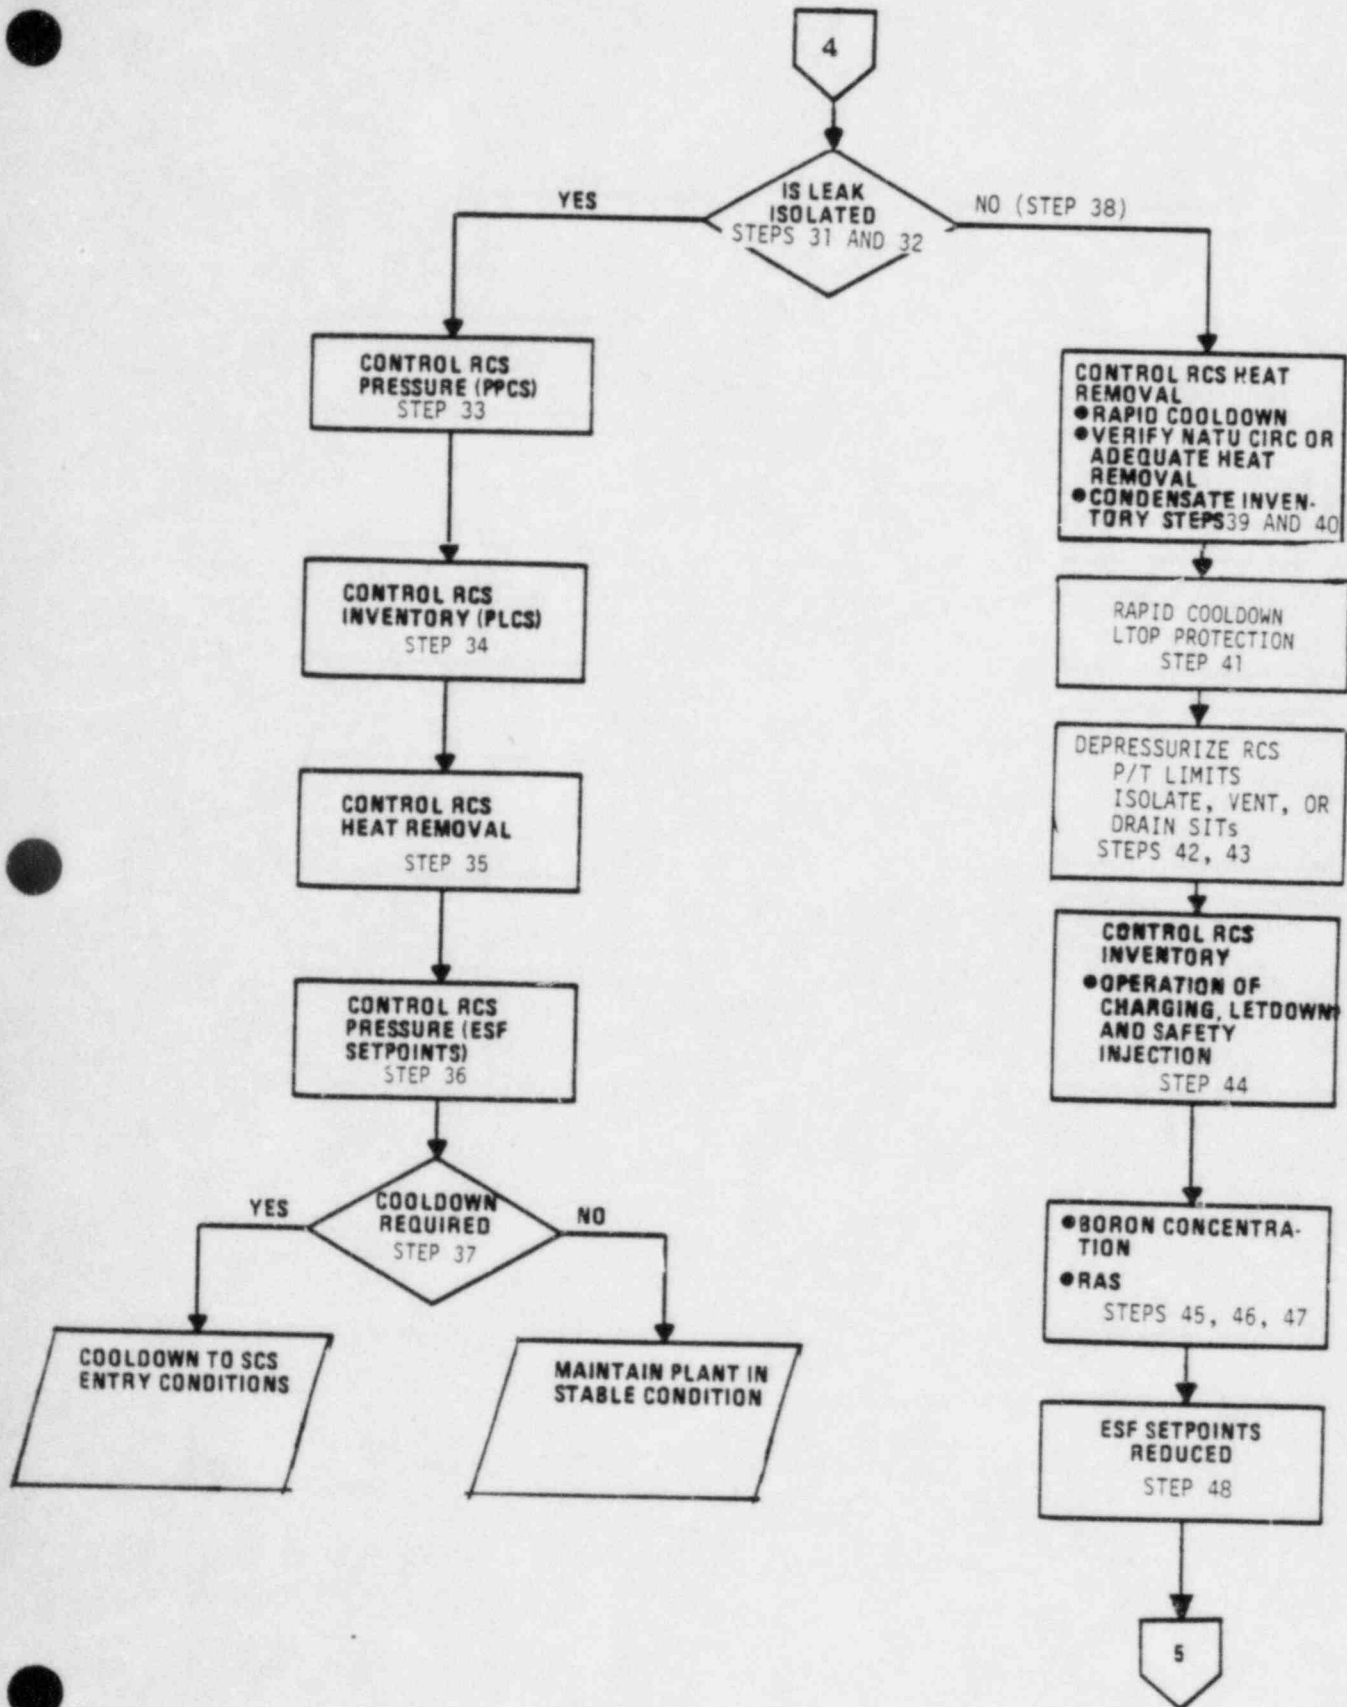 4
IS LEAK
ISOLATED
STEPS 31 AND 32
YES
NO (STEP 38)
CONTROL RCS
PRESSURE (PPCS)
STEP 33
CONTROL RCS
INVENTORY (PLCS)
STEP 34
CONTROL RCS
HEAT REMOVAL
STEP 35
CONTROL RCS
PRESSURE (ESF
SETPOINTS)
STEP 36
COOLDOWN
REQUIRED
STEP 37
YES
NO
COOLDOWN TO SCS
ENTRY CONDITIONS
MAINTAIN PLANT IN
STABLE CONDITION
CONTROL RCS HEAT
REMOVAL
●RAPID COOLDOWN
●VERIFY NATU CIRC OR
ADEQUATE HEAT
REMOVAL
●CONDENSATE INVEN-
TORY STEPS39 AND 40
RAPID COOLDOWN
LTOP PROTECTION
STEP 41
DEPRESSURIZE RCS
P/T LIMITS
ISOLATE, VENT, OR
DRAIN SITs
STEPS 42, 43
CONTROL RCS
INVENTORY
●OPERATION OF
CHARGING, LETDOWN
AND SAFETY
INJECTION
STEP 44
●BORON CONCENTRA-
TION
●RAS
STEPS 45, 46, 47
ESF SETPOINTS
REDUCED
STEP 48
5